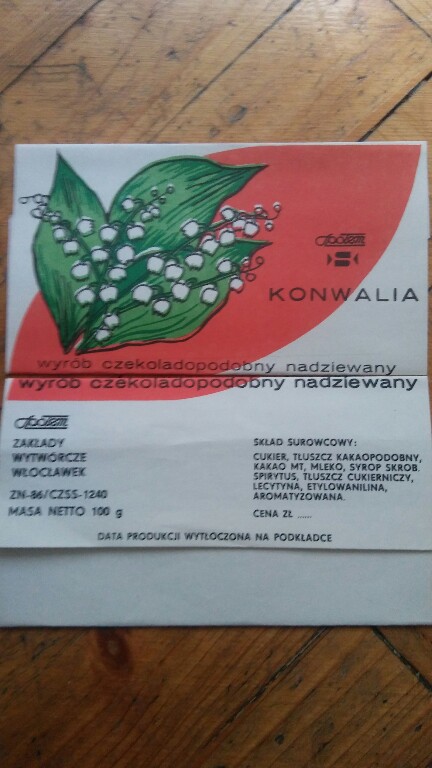 Społem
KONWALIA
wyrób czekoladopodobny nadziewany
wyrób czekoladopodobny nadziewany
Społem
ZAKŁADY
WYTWÓRCZE
WŁOCŁAWEK
ZN-86/CZSS-1240
MASA NETTO 100 g
SKŁAD SUROWCOWY:
CUKIER, TŁUSZCZ KAKAOPODOBNY,
KAKAO MT, MLEKO, SYROP SKROB.
SPIRYTUS, TŁUSZCZ CUKIERNICZY,
LECYTYNA, ETYLOWANILINA,
AROMATYZOWANA.
CENA ZŁ ......
DATA PRODUKCJI WYTŁOCZONA NA PODKŁADCE